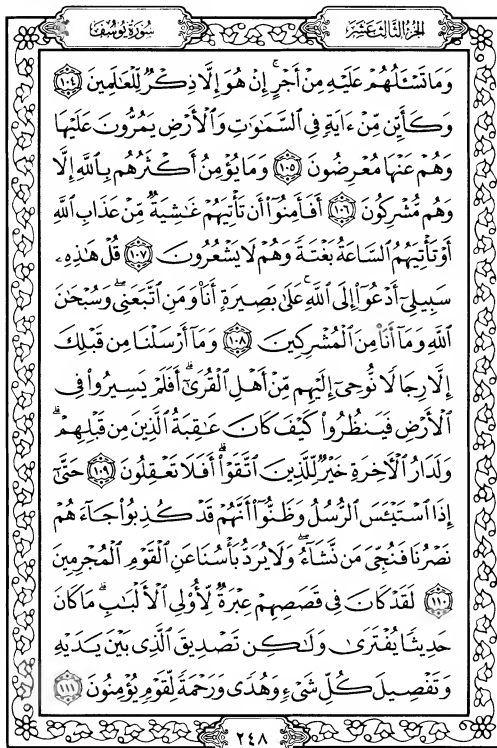 الجزء الثالث عشر
سورة يوسف
وَمَا تَسْـَٔلُهُمْ عَلَيْهِ مِنْ أَجْرٍ ۚ إِنْ هُوَ إِلَّا ذِكْرٌ لِّلْعَٰلَمِينَ ١٠٤
وَكَأَيِّن مِّنْ ءَايَةٍ فِى ٱلسَّمَٰوَٰتِ وَٱلْأَرْضِ يَمُرُّونَ عَلَيْهَا
وَهُمْ عَنْهَا مُعْرِضُونَ ١٠٥ وَمَا يُؤْمِنُ أَكْثَرُهُم بِٱللَّهِ إِلَّا
وَهُم مُّشْرِكُونَ ١٠٦ أَفَأَمِنُوٓا۟ أَن تَأْتِيَهُمْ غَٰشِيَةٌ مِّنْ عَذَابِ ٱللَّهِ
أَوْ تَأْتِيَهُمُ ٱلسَّاعَةُ بَغْتَةً وَهُمْ لَا يَشْعُرُونَ ١٠٧ قُلْ هَٰذِهِۦ
سَبِيلِىٓ أَدْعُوٓا۟ إِلَى ٱللَّهِ ۚ عَلَىٰ بَصِيرَةٍ أَنَا۠ وَمَنِ ٱتَّبَعَنِى ۖ وَسُبْحَٰنَ
ٱللَّهِ وَمَآ أَنَا۠ مِنَ ٱلْمُشْرِكِينَ ١٠٨ وَمَآ أَرْسَلْنَا مِن قَبْلِكَ
إِلَّا رِجَالًا نُّوحِىٓ إِلَيْهِم مِّنْ أَهْلِ ٱلْقُرَىٰٓ ۗ أَفَلَمْ يَسِيرُوا۟ فِى
ٱلْأَرْضِ فَيَنظُرُوا۟ كَيْفَ كَانَ عَٰقِبَةُ ٱلَّذِينَ مِن قَبْلِهِمْ ۗ
وَلَدَارُ ٱلْءَاخِرَةِ خَيْرٌ لِّلَّذِينَ ٱتَّقَوْا۟ ۗ أَفَلَا تَعْقِلُونَ ١٠٩ حَتَّىٰٓ
إِذَا ٱسْتَيْـَٔسَ ٱلرُّسُلُ وَظَنُّوٓا۟ أَنَّهُمْ قَدْ كُذِبُوا۟ جَآءَهُمْ
نَصْرُنَا فَنُجِّىَ مَن نَّشَآءُ ۖ وَلَا يُرَدُّ بَأْسُنَا عَنِ ٱلْقَوْمِ ٱلْمُجْرِمِينَ
١١٠ لَقَدْ كَانَ فِى قَصَصِهِمْ عِبْرَةٌ لِّأُو۟لِى ٱلْأَلْبَٰبِ ۗ مَا كَانَ
حَدِيثًا يُفْتَرَىٰ وَلَٰكِن تَصْدِيقَ ٱلَّذِى بَيْنَ يَدَيْهِ
وَتَفْصِيلَ كُلِّ شَىْءٍ وَهُدًى وَرَحْمَةً لِّقَوْمٍ يُؤْمِنُونَ ١١١
٢٤٨